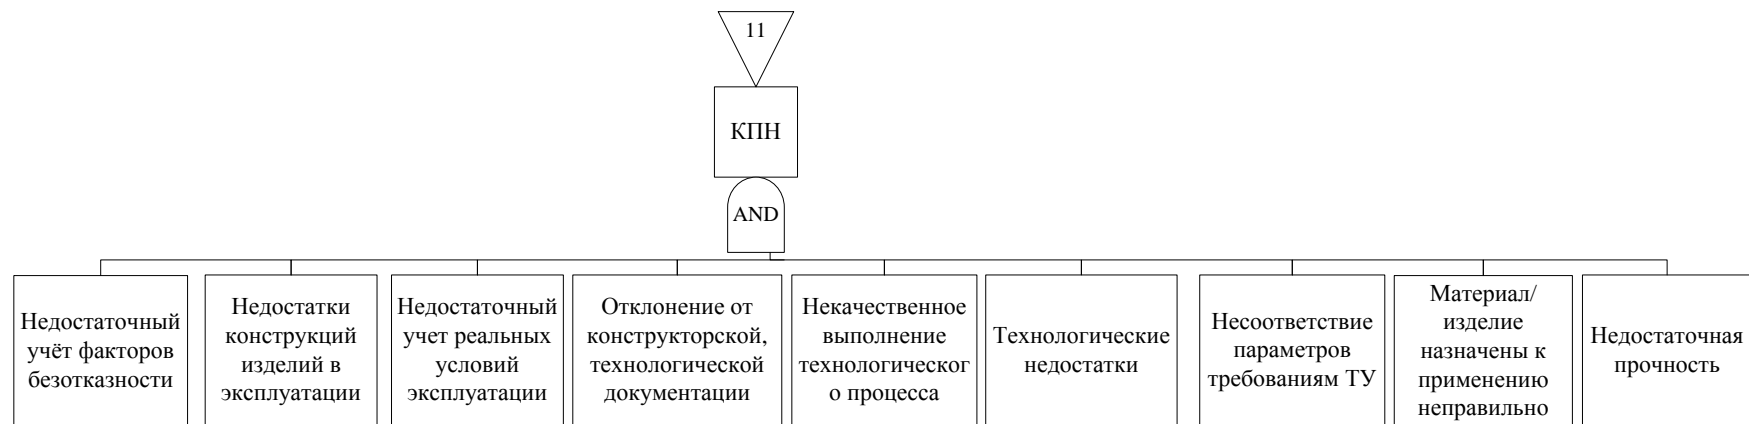 11
КПН
AND
Недостаточный
учёт факторов
безотказности
Недостатки
конструкций
изделий в
эксплуатации
Недостаточный
учет реальных
условий
эксплуатации
Отклонение от
конструкторской,
технологической
документации
Некачественное
выполнение
технологическог
о процесса
Технологические
недостатки
Несоответствие
параметров
требованиям ТУ
Материал/
изделие
назначены к
применению
неправильно
Недостаточная
прочность